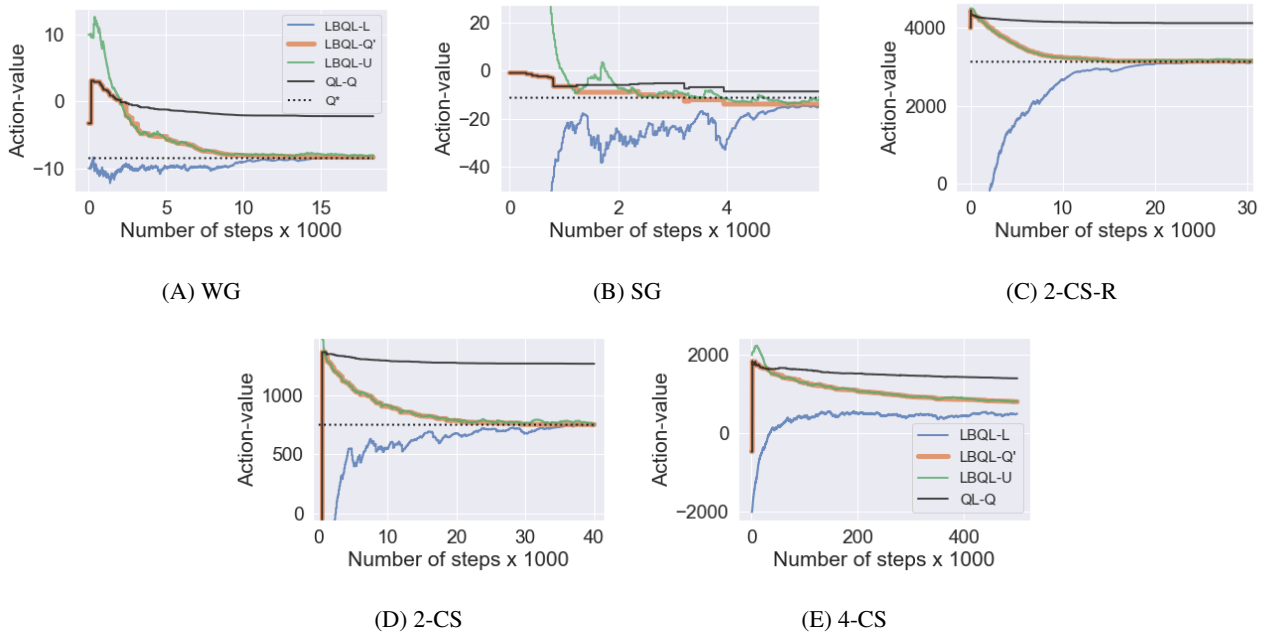 10
0
−10
Action-value
0
5
10
15
Number of steps x 1000
LBQL-L
LBQL-Q'
LBQL-U
QL-Q
Q*
(A) WG
20
0
−20
−40
Action-value
0
2
4
Number of steps x 1000
(B) SG
4000
2000
0
Action-value
0
10
20
30
Number of steps x 1000
(C) 2-CS-R
1000
500
0
Action-value
0
10
20
30
40
Number of steps x 1000
(D) 2-CS
2000
0
−2000
Action-value
0
200
400
Number of steps x 1000
LBQL-L
LBQL-Q'
LBQL-U
QL-Q
(E) 4-CS